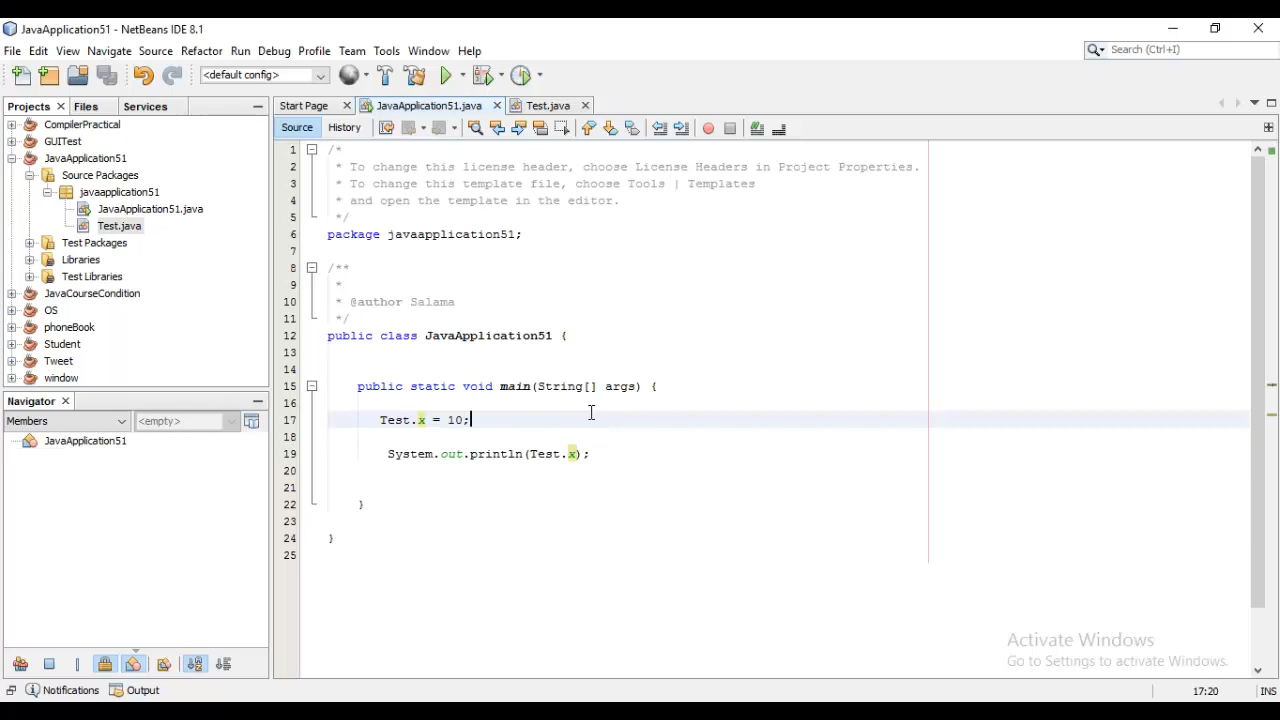 JavaApplication51 - NetBeans IDE 8.1
File Edit View Navigate Source Refactor Run Debug Profile Team Tools Window Help
Search (Ctrl+I)
<default config>
Projects Files Services
Start Page JavaApplication51.java Test.java
Source History
CompilerPractical
GUITest
JavaApplication51
Source Packages
javaapplication51
JavaApplication51.java
Test.java
Test Packages
Libraries
Test Libraries
JavaCourseCondition
OS
phoneBook
Student
Tweet
window
Navigator
Members <empty>
JavaApplication51
1 /*
2 * To change this license header, choose License Headers in Project Properties.
3 * To change this template file, choose Tools | Templates
4 * and open the template in the editor.
5 */
6 package javaapplication51;
7
8 /**
9 *
10 * @author Salama
11 */
12 public class JavaApplication51 {
13
14
15 public static void main(String[] args) {
16
17 Test.x = 10;
18
19 System.out.println(Test.x);
20
21
22 }
23
24 }
25
Activate Windows
Go to Settings to activate Windows.
Notifications Output
17:20 INS